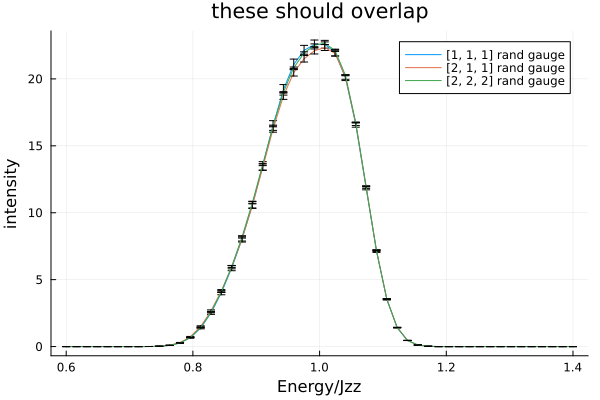 these should overlap
[1, 1, 1] rand gauge
[2, 1, 1] rand gauge
[2, 2, 2] rand gauge
intensity
20
15
10
5
0
0.6 0.8 1.0 1.2 1.4
Energy/Jzz